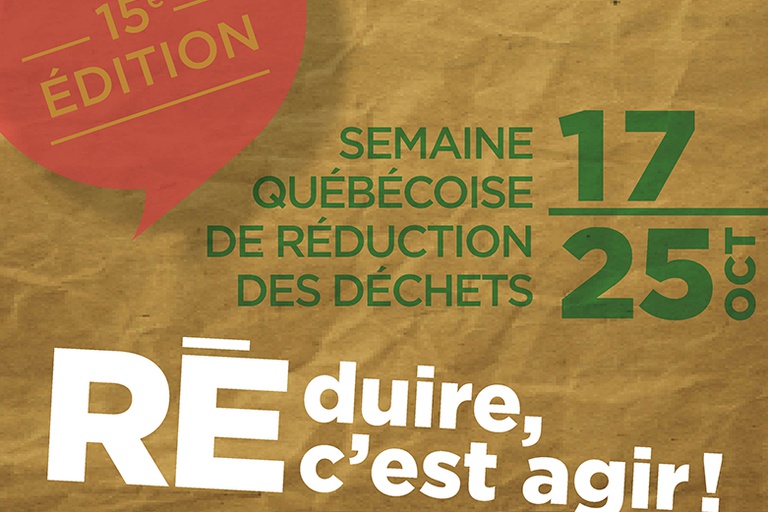 15e
ÉDITION
SEMAINE
QUÉBÉCOISE
DE RÉDUCTION
DES DÉCHETS
17
25 OCT
RĒduire,
c'est agir!